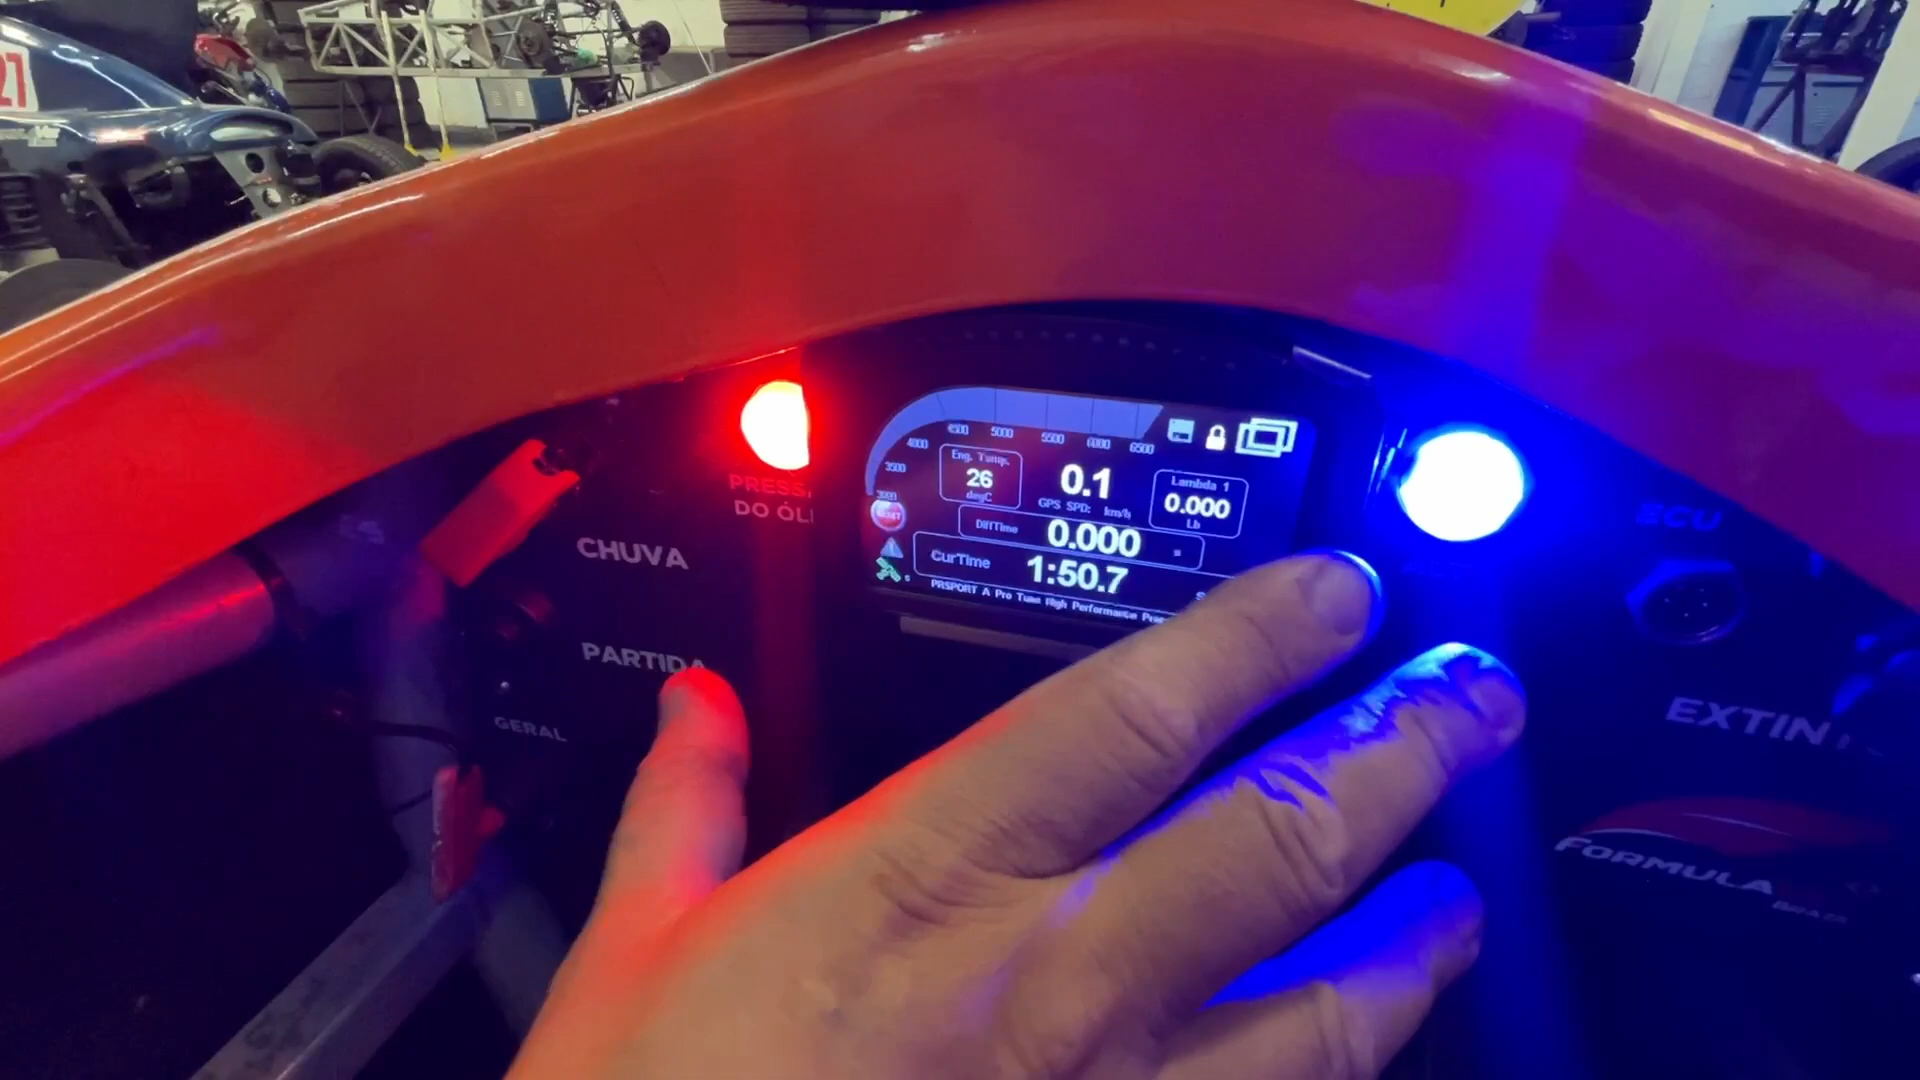 27
4500 5000 5500 6000 6500
4000
3500
3000
Eng. Temp.
26
degC
0.1
GPS SPD: km/h
Lambda 1
0.000
Lb
DiffTime 0.000 s
CurTime 1:50.7
5
PRSPORT A Pro Tune High Performance
DO ÓL
CHUVA
PARTIDA
GERAL
ECU
EXTIN
FORMULA